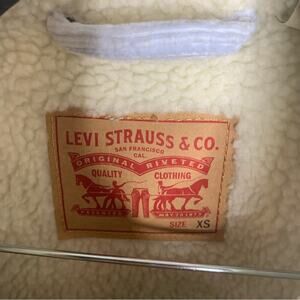 LEVI STRAUSS & CO.
SAN FRANCISCO
CAL.
ORIGINAL RIVETED
QUALITY CLOTHING
SIZE XS